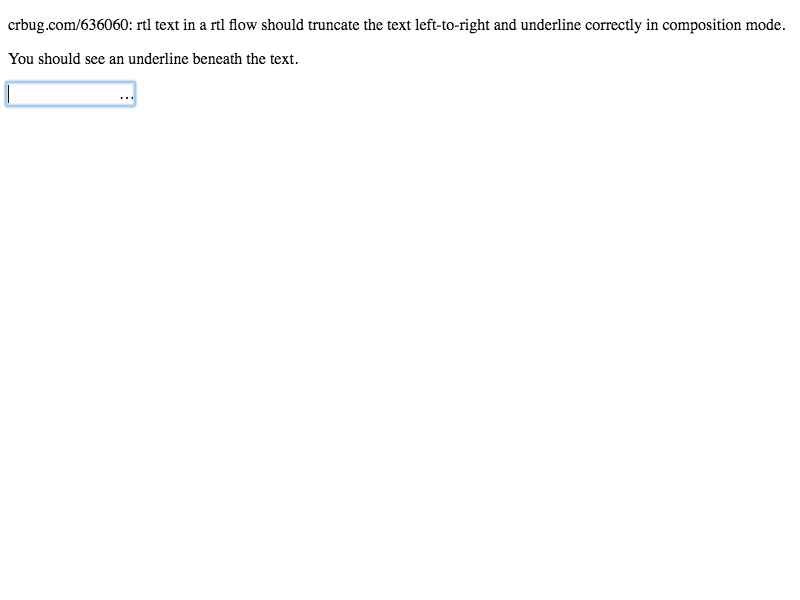 crbug.com/636060: rtl text in a rtl flow should truncate the text left-to-right and underline correctly in composition mode.
You should see an underline beneath the text.
...